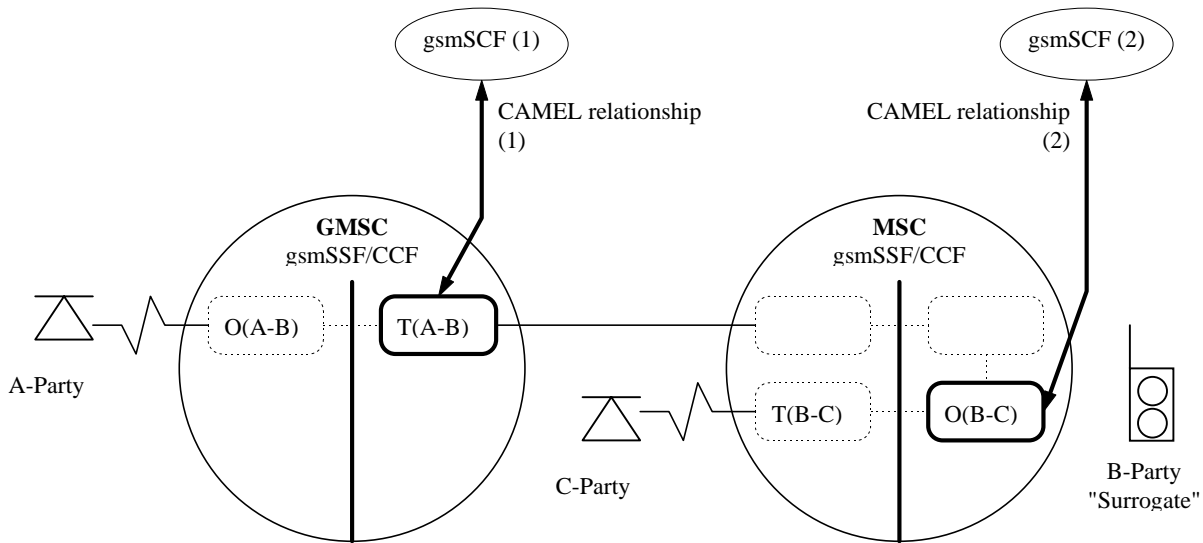 gsmSCF (1)
gsmSCF (2)
CAMEL relationship
(1)
CAMEL relationship
(2)
GMSC
gsmSSF/CCF
MSC
gsmSSF/CCF
O(A-B)
T(A-B)
A-Party
T(B-C)
O(B-C)
C-Party
B-Party
"Surrogate"